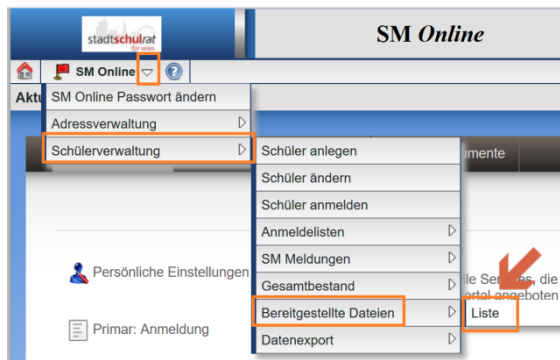 stadtschulrat
für wien
SM Online
SM Online
Aktu
SM Online Passwort ändern
Adressverwaltung
Schülerverwaltung
Schüler anlegen
umente
Schüler ändern
Schüler anmelden
Anmeldelisten
SM Meldungen
Persönliche Einstellungen
Gesamtbestand
lle Services, die
ortal angeboten
Bereitgestellte Dateien
Liste
Primar: Anmeldung
Datenexport